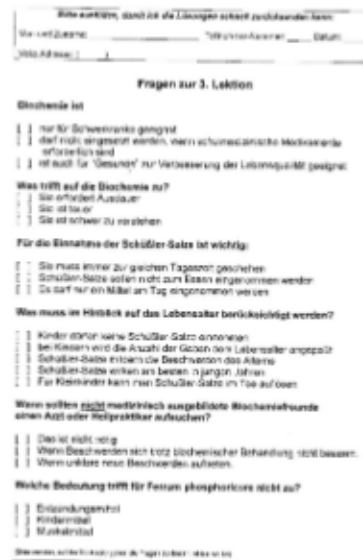 Bitte ausfüllen, damit ich die Lösungen schnell zuordnen kann:
Vor- und Zuname: Teilnehmer-Nummer: Datum:
Fragen zur 3. Lektion
Biochemie ist
[ ] nur für Schwerkranke geeignet
[ ] darf nicht eingesetzt werden, wenn schulmedizinische Medikamente
erforderlich sind
[ ] ist auch für "Gesunde" zur Verbesserung der Lebensqualität geeignet
Was trifft auf die Biochemie zu?
[ ] Sie erfordert Ausdauer
[ ] Sie ist teuer
[ ] Sie ist schwer zu verstehen
Für die Einnahme der Schüßler-Salze ist wichtig:
[ ] Sie muss immer zur gleichen Tageszeit geschehen
[ ] Schüßler-Salze sollen nicht zum Essen eingenommen werden
[ ] Es darf nur ein Mittel am Tag eingenommen werden
Was muss im Hinblick auf das Lebensalter berücksichtigt werden?
[ ] Kinder dürfen keine Schüßler-Salze einnehmen
[ ] bei Kindern wird die Anzahl der Gaben dem Lebensalter angepaßt
[ ] Schüßler-Salze mildern die Beschwerden des Alterns
[ ] Schüßler-Salze wirken am besten in jungen Jahren
[ ] Für Kleinkinder kann man Schüßler-Salze im Tee auflösen
Wann sollten nicht medizinisch ausgebildete Biochemiefreunde
einen Arzt oder Heilpraktiker aufsuchen?
[ ] Das ist nicht nötig
[ ] Wenn Beschwerden sich trotz biochemischer Behandlung nicht bessern.
[ ] Wenn unklare neue Beschwerden auftreten.
Welche Bedeutung trifft für Ferrum phosphoricum nicht zu?
[ ] Entzündungsmittel
[ ] Kindermittel
[ ] Muskelmittel